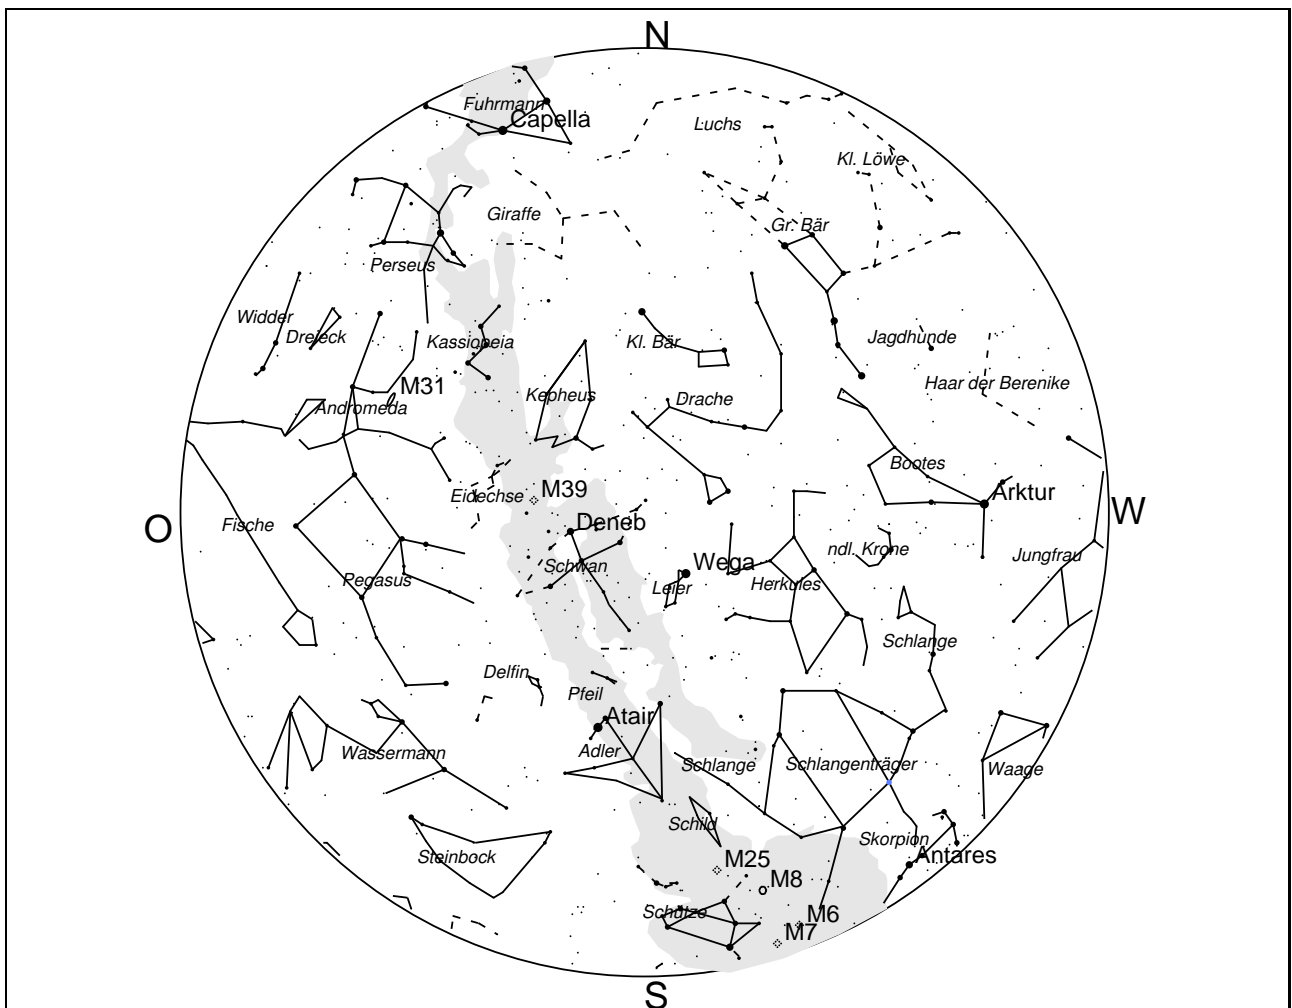 N
Fuhrmann
Capella
Luchs
Kl. Löwe
Giraffe
Gr. Bär
Perseus
Widder
Dreieck
Kassiopeia
Kl. Bär
Jagdhunde
M31
Andromeda
Kepheus
Drache
Haar der Berenike
Bootes
Eidechse
M39
Arktur
O
Fische
Deneb
W
Pegasus
Schwan
Wega
Leier
Herkules
ndl. Krone
Jungfrau
Schlange
Delfin
Pfeil
Atair
Wassermann
Adler
Schlange
Schlangenträger
Waage
Schild
Steinbock
M25
Skorpion
Antares
M8
Schütze
M6
M7
S